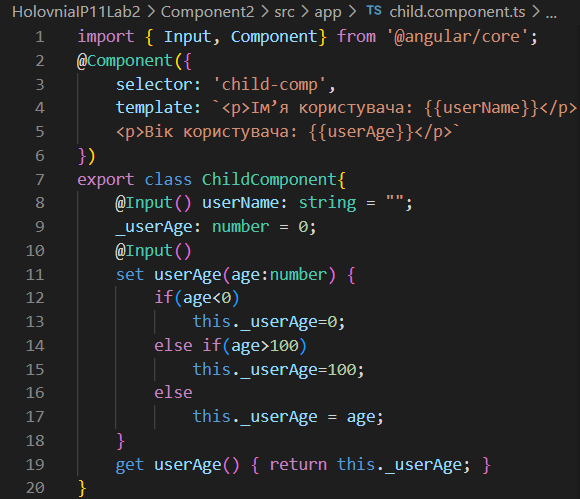 HolovniaIP11Lab2 > Component2 > src > app > TS child.component.ts > ...
1 import { Input, Component} from '@angular/core';
2 @Component({
3 selector: 'child-comp',
4 template: `<p>Ім’я користувача: {{userName}}</p>
5 <p>Вік користувача: {{userAge}}</p>`
6 })
7 export class ChildComponent{
8 @Input() userName: string = "";
9 _userAge: number = 0;
10 @Input()
11 set userAge(age:number) {
12 if(age<0)
13 this._userAge=0;
14 else if(age>100)
15 this._userAge=100;
16 else
17 this._userAge = age;
18 }
19 get userAge() { return this._userAge; }
20 }